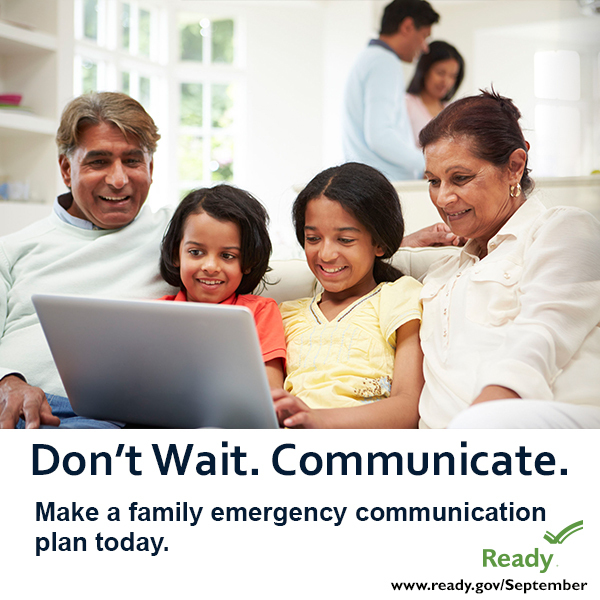 Don't Wait. Communicate.
Make a family emergency communication
plan today.
Ready
www.ready.gov/September